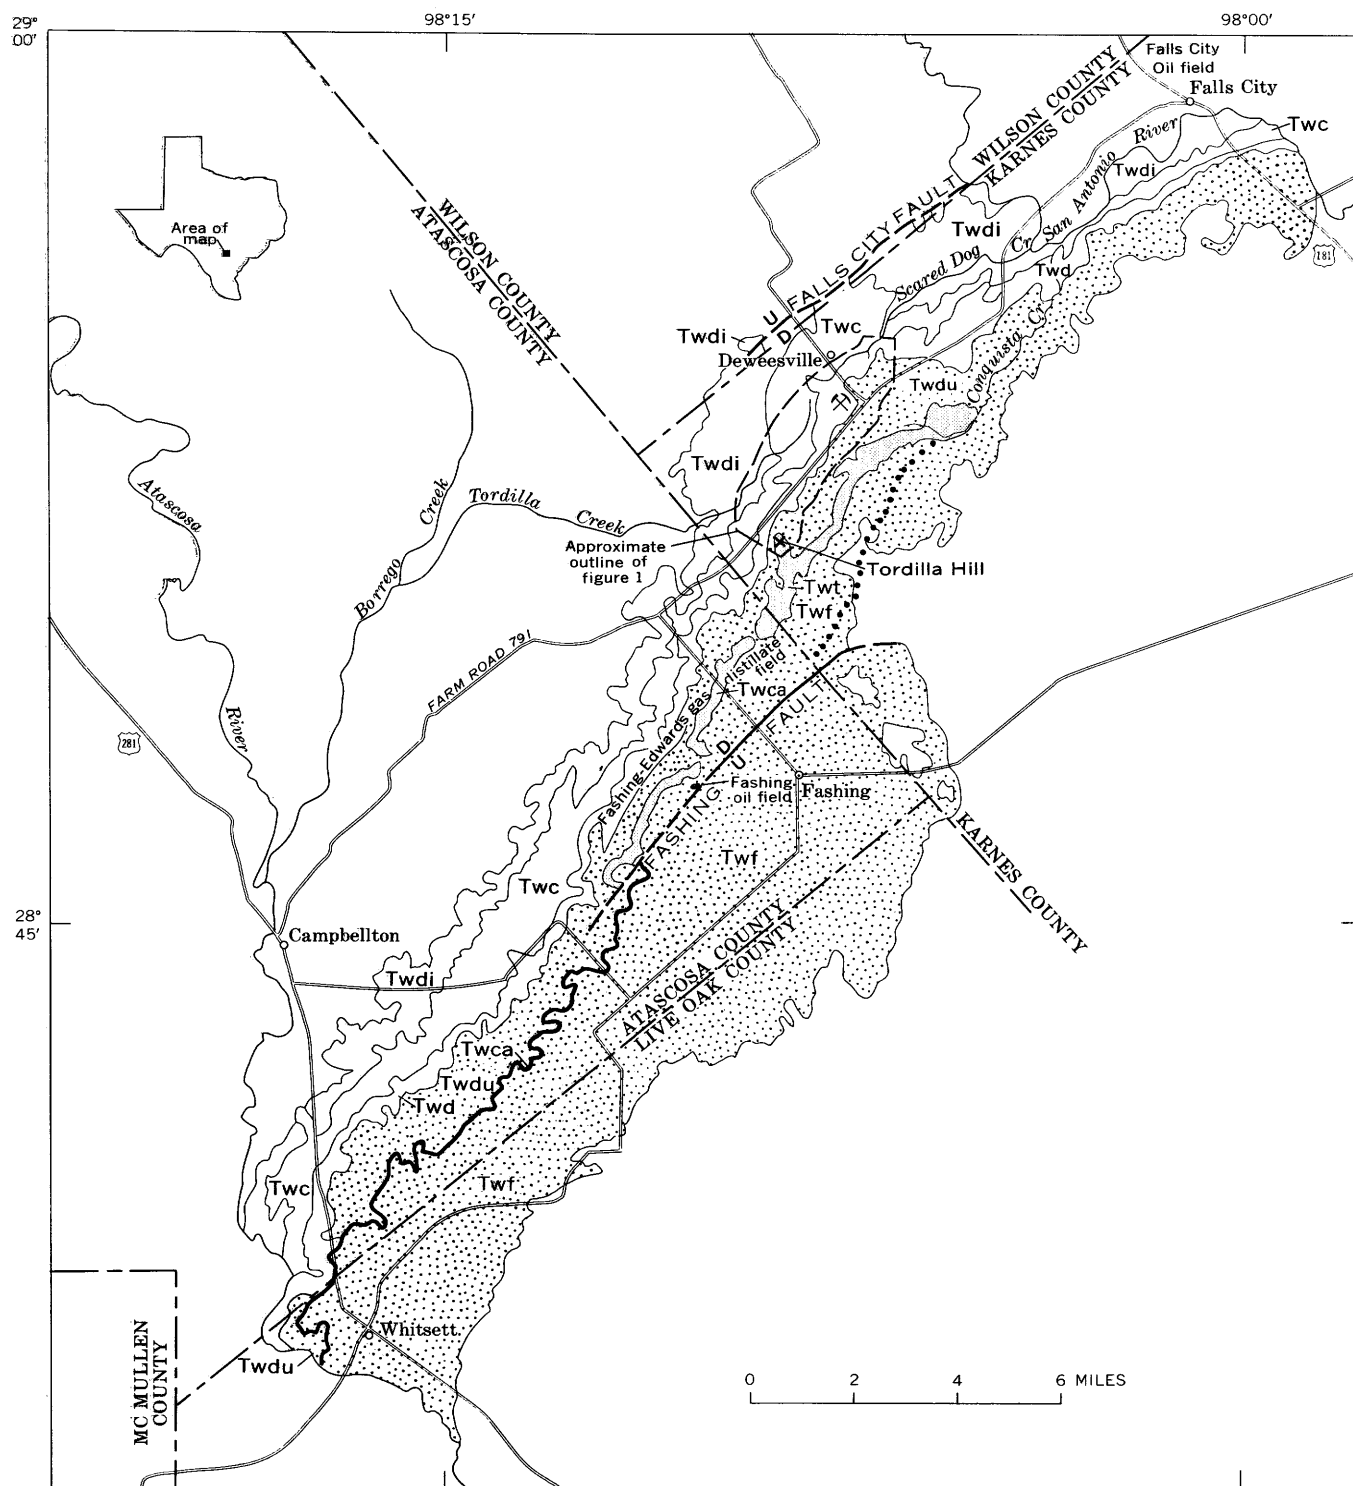 29°
00'
98°15'
98°00'
Falls City
Oil field
Falls City
WILSON COUNTY
KARNES COUNTY
River
San Antonio
Twc
Twdi
Area of
map
WILSON COUNTY
ATASCOSA COUNTY
FALLS CITY FAULT
U
D
Twdi
Scared Dog
Cr
Twd
181
Twdi
Twc
Deweesville
Conquista Cr
Twdu
Twdi
Atascosa
River
Borrego
Creek
Tordilla
Creek
Approximate
outline of
figure 1
Tordilla Hill
Twt
Twf
FARM ROAD 791
Fashing-Edwards gas
distillate
field
Twca
281
D
U
FASHING
FAULT
Fashing
oil field
Fashing
Twf
KARNES COUNTY
Twc
28°
45'
Campbellton
ATASCOSA COUNTY
LIVE OAK COUNTY
Twdi
Twca
Twdu
Twd
Twc
Twf
MC MULLEN
COUNTY
Whitsett
Twdu
0 2 4 6 MILES